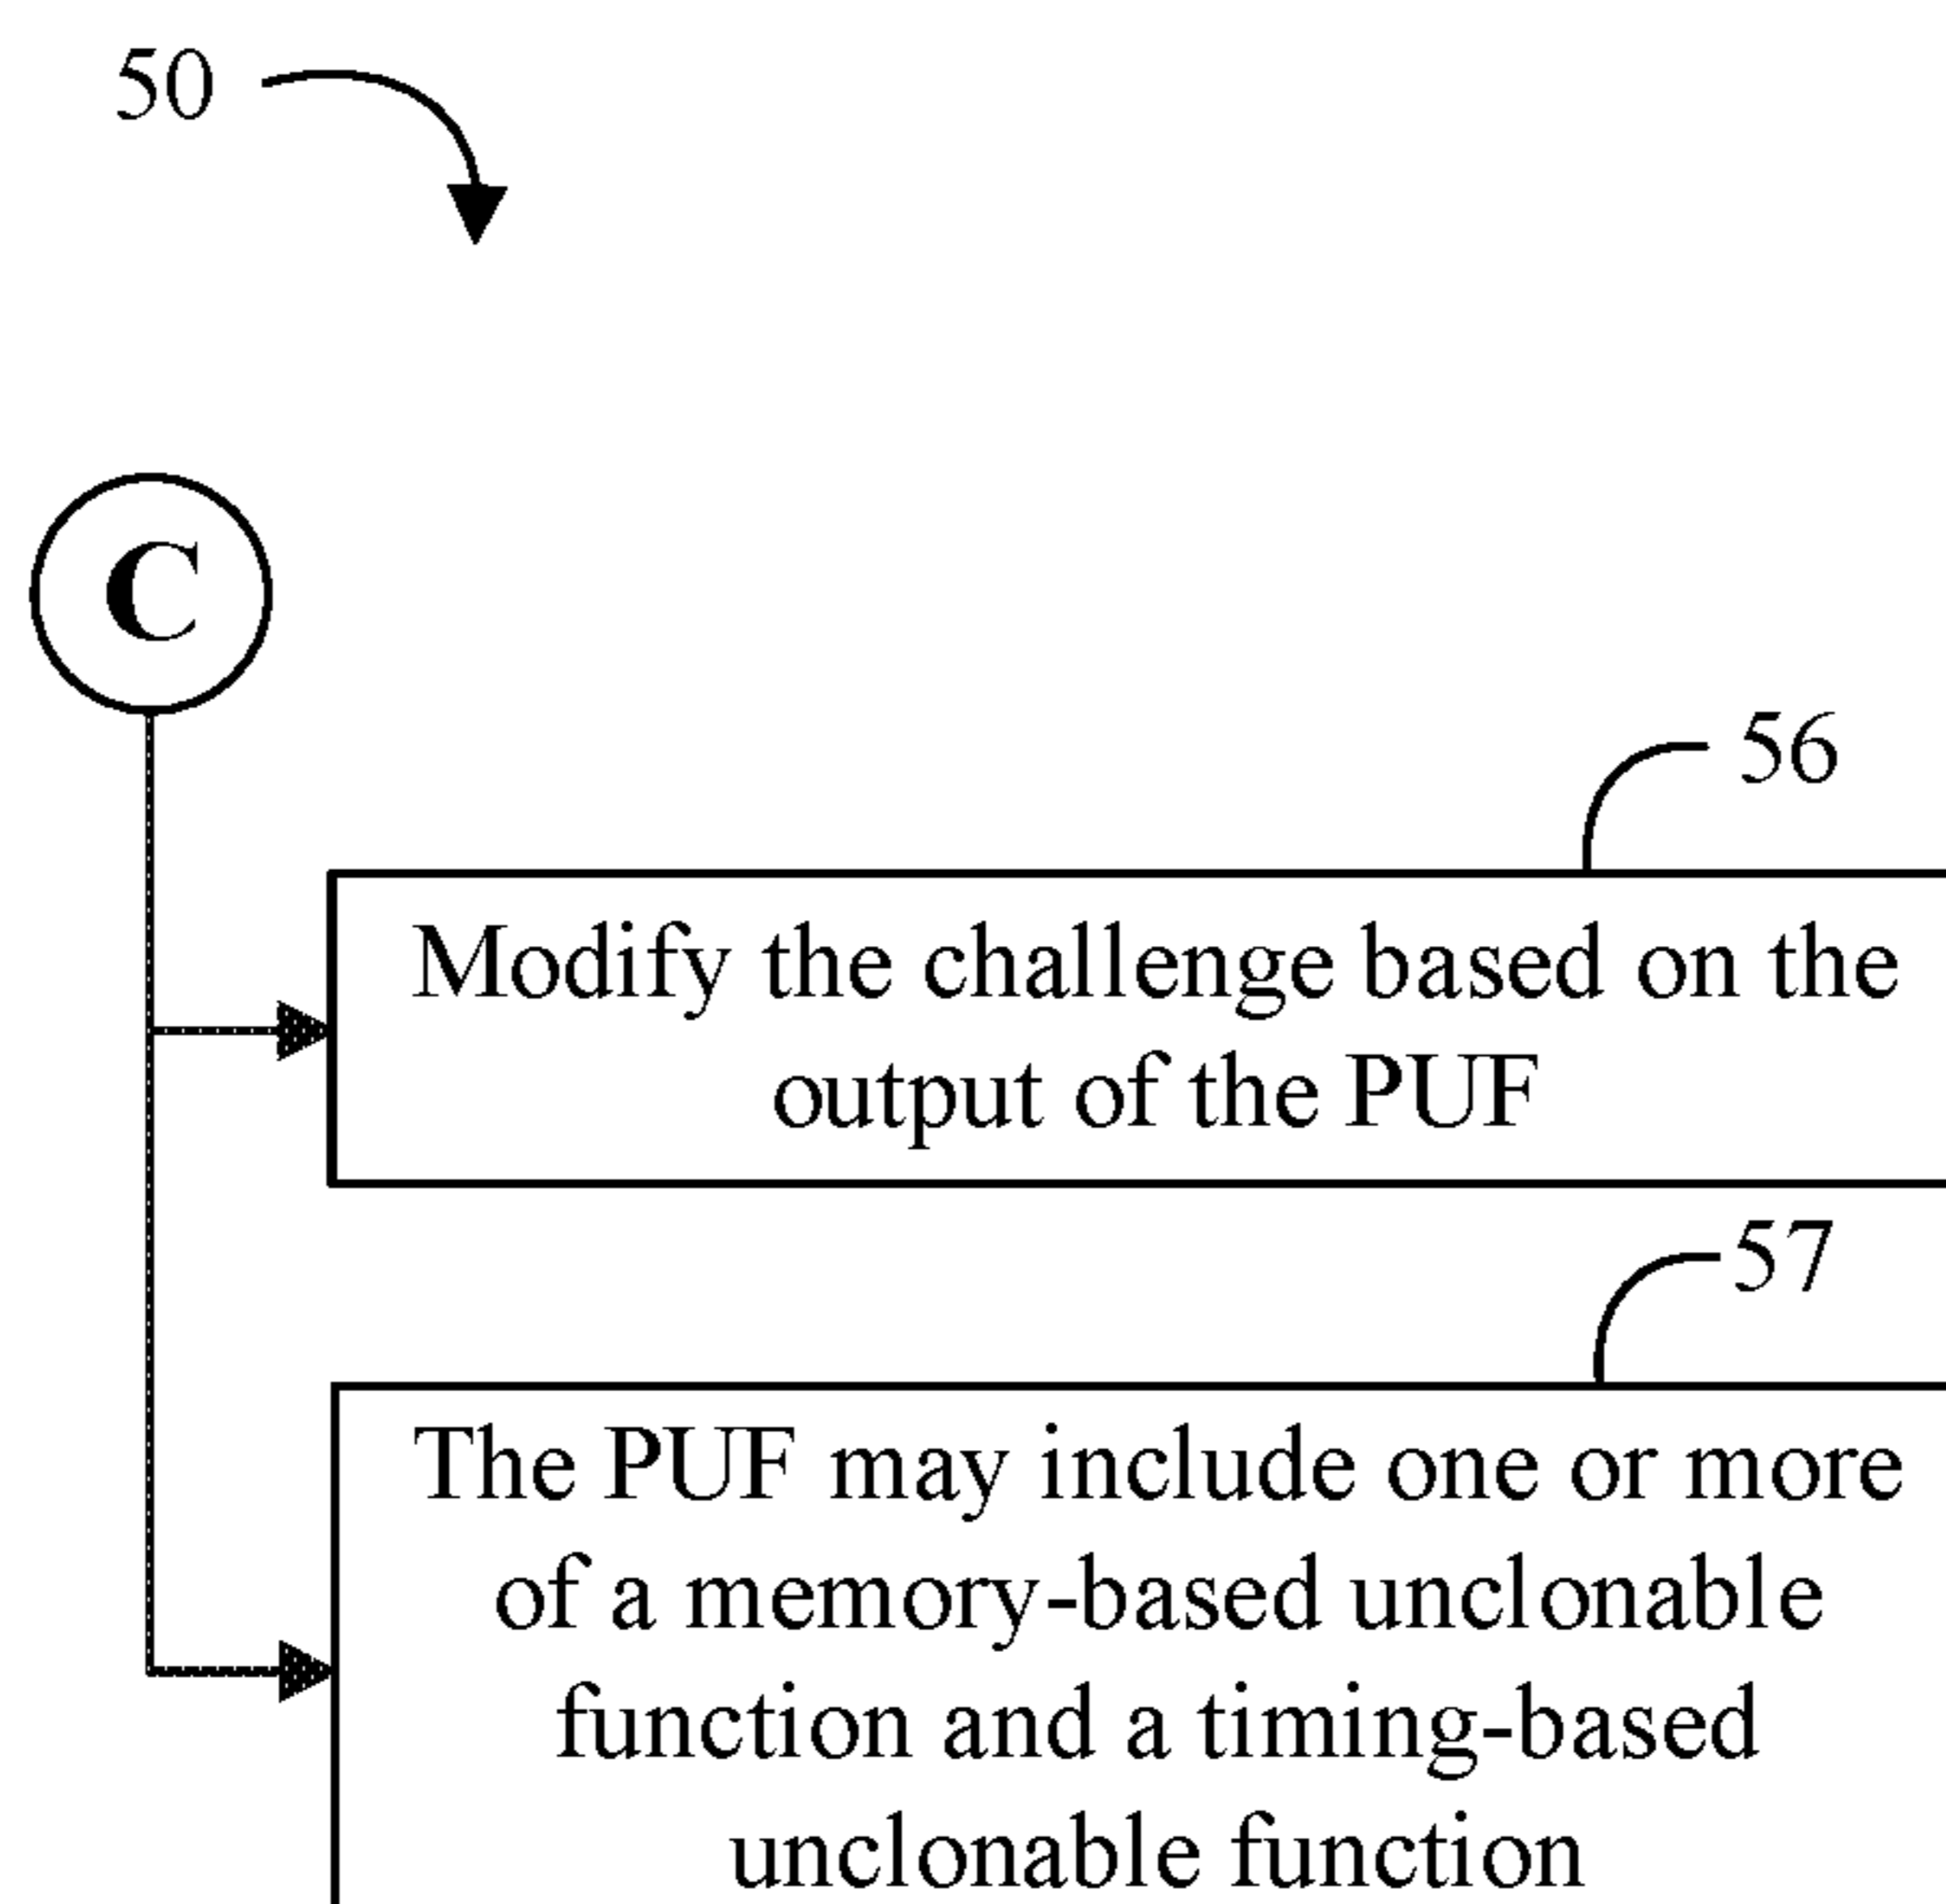 50
C
56
Modify the challenge based on the
output of the PUF
57
The PUF may include one or more
of a memory-based unclonable
function and a timing-based
unclonable function